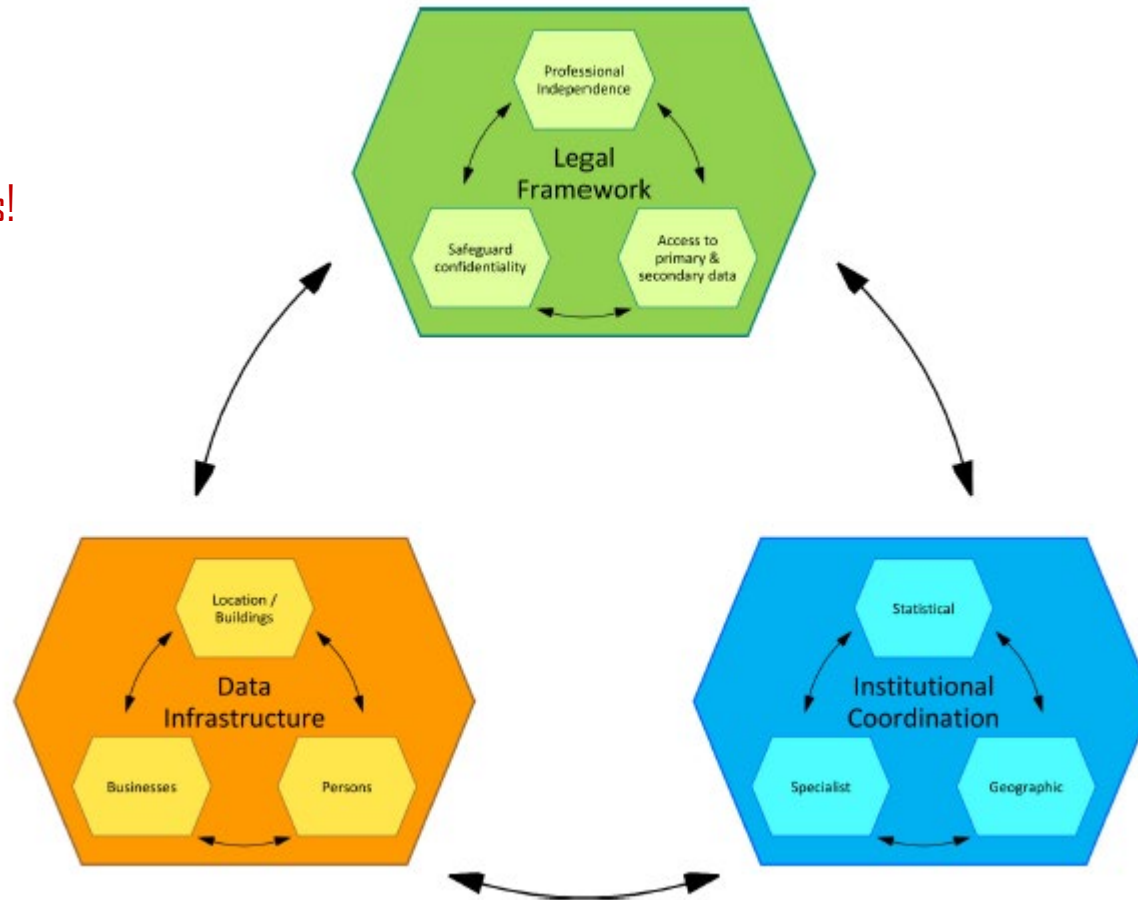 Professional
Independence
Legal
Framework
s!
Safeguard
confidentiality
Access to
primary &
secondary data
Location /
Buildings
Data
Infrastructure
Businesses
Persons
Statistical
Institutional
Coordination
Specialist
Geographic